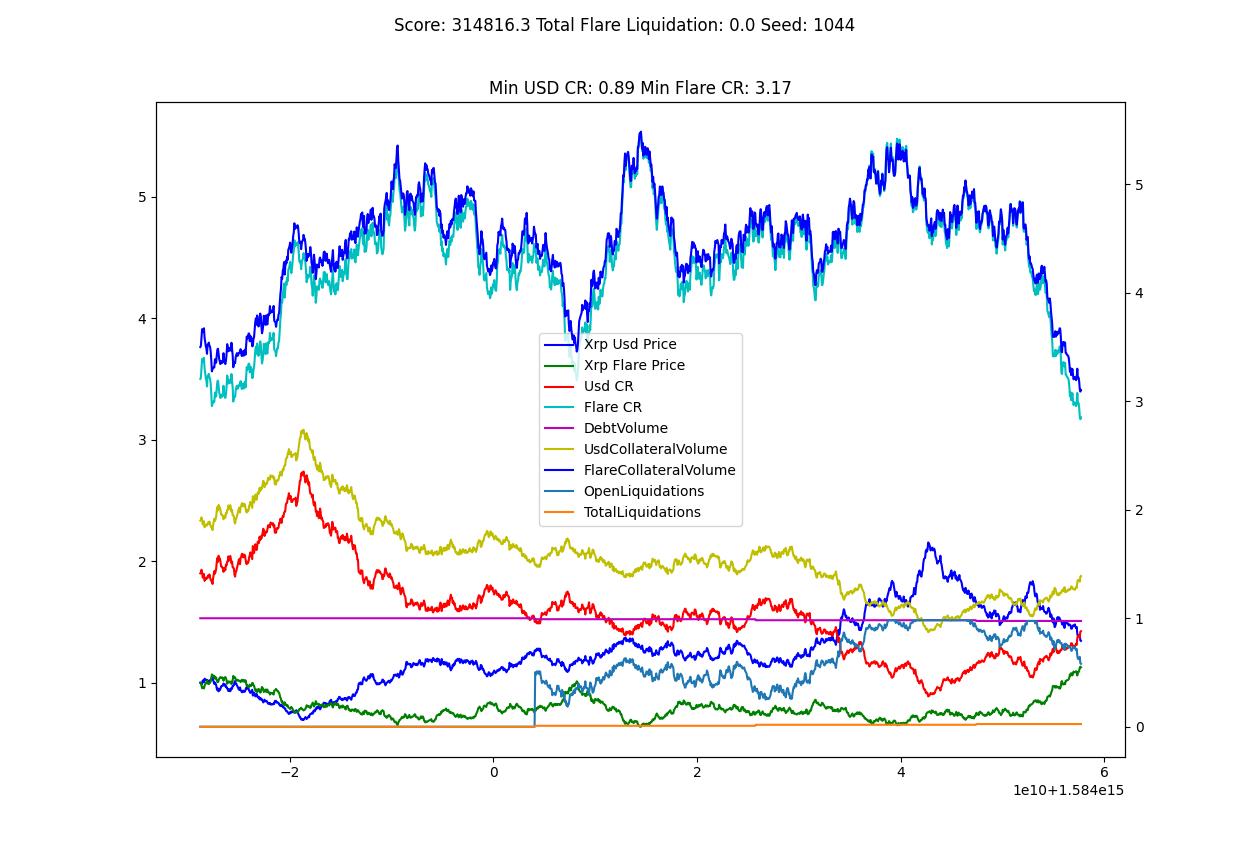 Score: 314816.3 Total Flare Liquidation: 0.0 Seed: 1044
Min USD CR: 0.89 Min Flare CR: 3.17
5
4
3
2
1
5
4
3
2
1
0
Xrp Usd Price
Xrp Flare Price
Usd CR
Flare CR
DebtVolume
UsdCollateralVolume
FlareCollateralVolume
OpenLiquidations
TotalLiquidations
−2 0 2 4 6
1e10+1.584e15